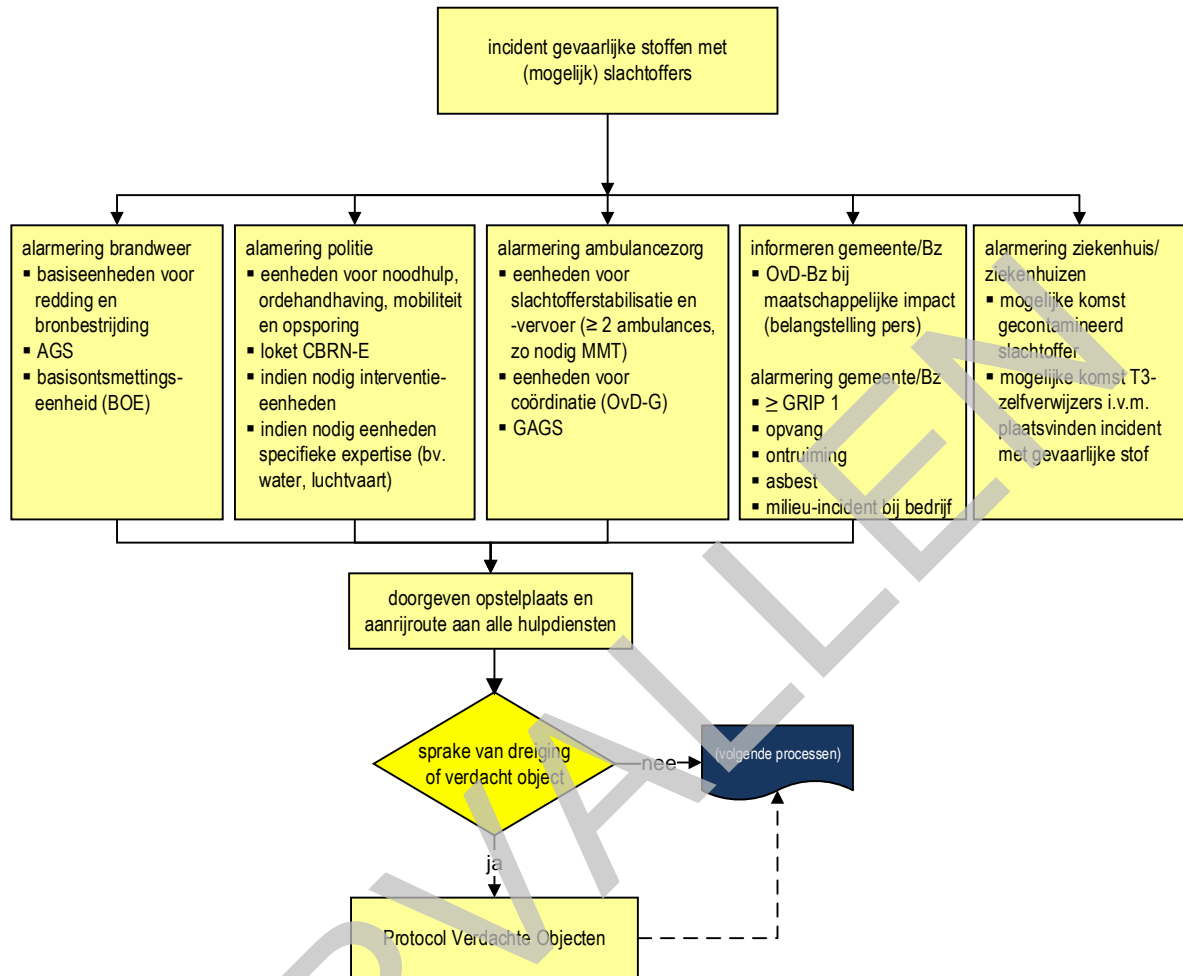 incident gevaarlijke stoffen met
(mogelijk) slachtoffers
alarmering brandweer
▪ basiseenheden voor
redding en
bronbestrijding
▪ AGS
▪ basisontsmettings-
eenheid (BOE)
alamering politie
▪ eenheden voor noodhulp,
ordehandhaving, mobiliteit
en opsporing
▪ loket CBRN-E
▪ indien nodig interventie-
eenheden
▪ indien nodig eenheden
specifieke expertise (bv.
water, luchtvaart)
alarmering ambulancezorg
▪ eenheden voor
slachtofferstabilisatie en
-vervoer (≥ 2 ambulances,
zo nodig MMT)
▪ eenheden voor
coördinatie (OvD-G)
▪ GAGS
informeren gemeente/Bz
▪ OvD-Bz bij
maatschappelijke impact
(belangstelling pers)
alarmering gemeente/Bz
▪ ≥ GRIP 1
▪ opvang
▪ ontruiming
▪ asbest
▪ milieu-incident bij bedrijf
alarmering ziekenhuis/
ziekenhuizen
▪ mogelijke komst
gecontamineerd
slachtoffer
▪ mogelijke komst T3-
zelfverwijzers i.v.m.
plaatsvinden incident
met gevaarlijke stof
doorgeven opstelplaats en
aanrijroute aan alle hulpdiensten
sprake van dreiging
of verdacht object
nee
(volgende processen)
ja
Protocol Verdachte Objecten
RVALLEN